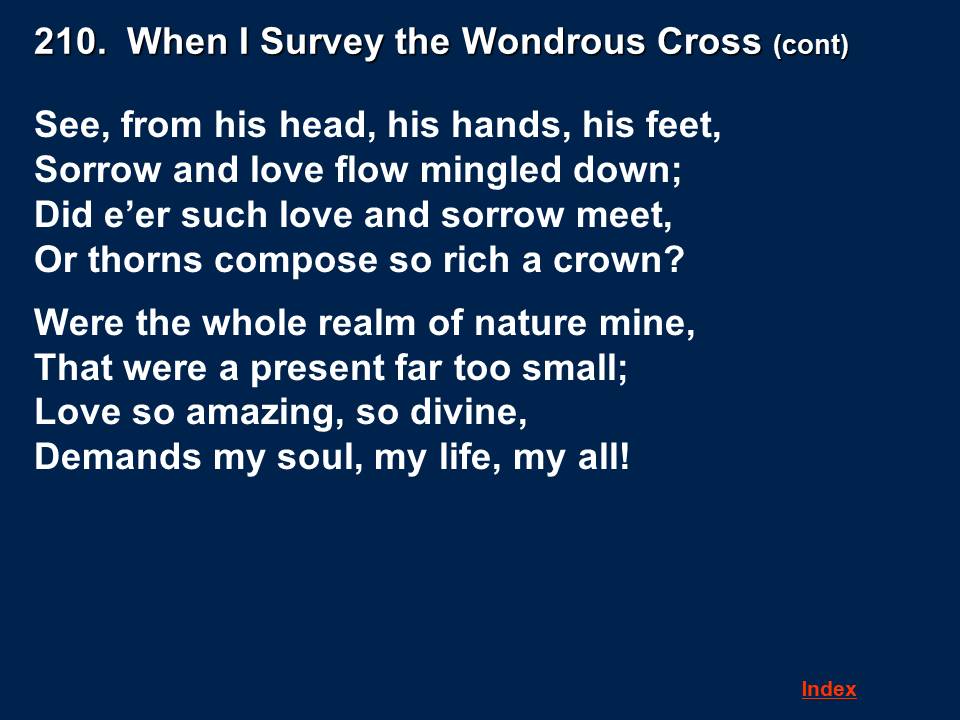 210.  When I Survey the Wondrous Cross (cont)
See, from his head, his hands, his feet,
Sorrow and love flow mingled down;
Did e’er such love and sorrow meet,
Or thorns compose so rich a crown?
Were the whole realm of nature mine,
That were a present far too small;
Love so amazing, so divine,
Demands my soul, my life, my all!
Index